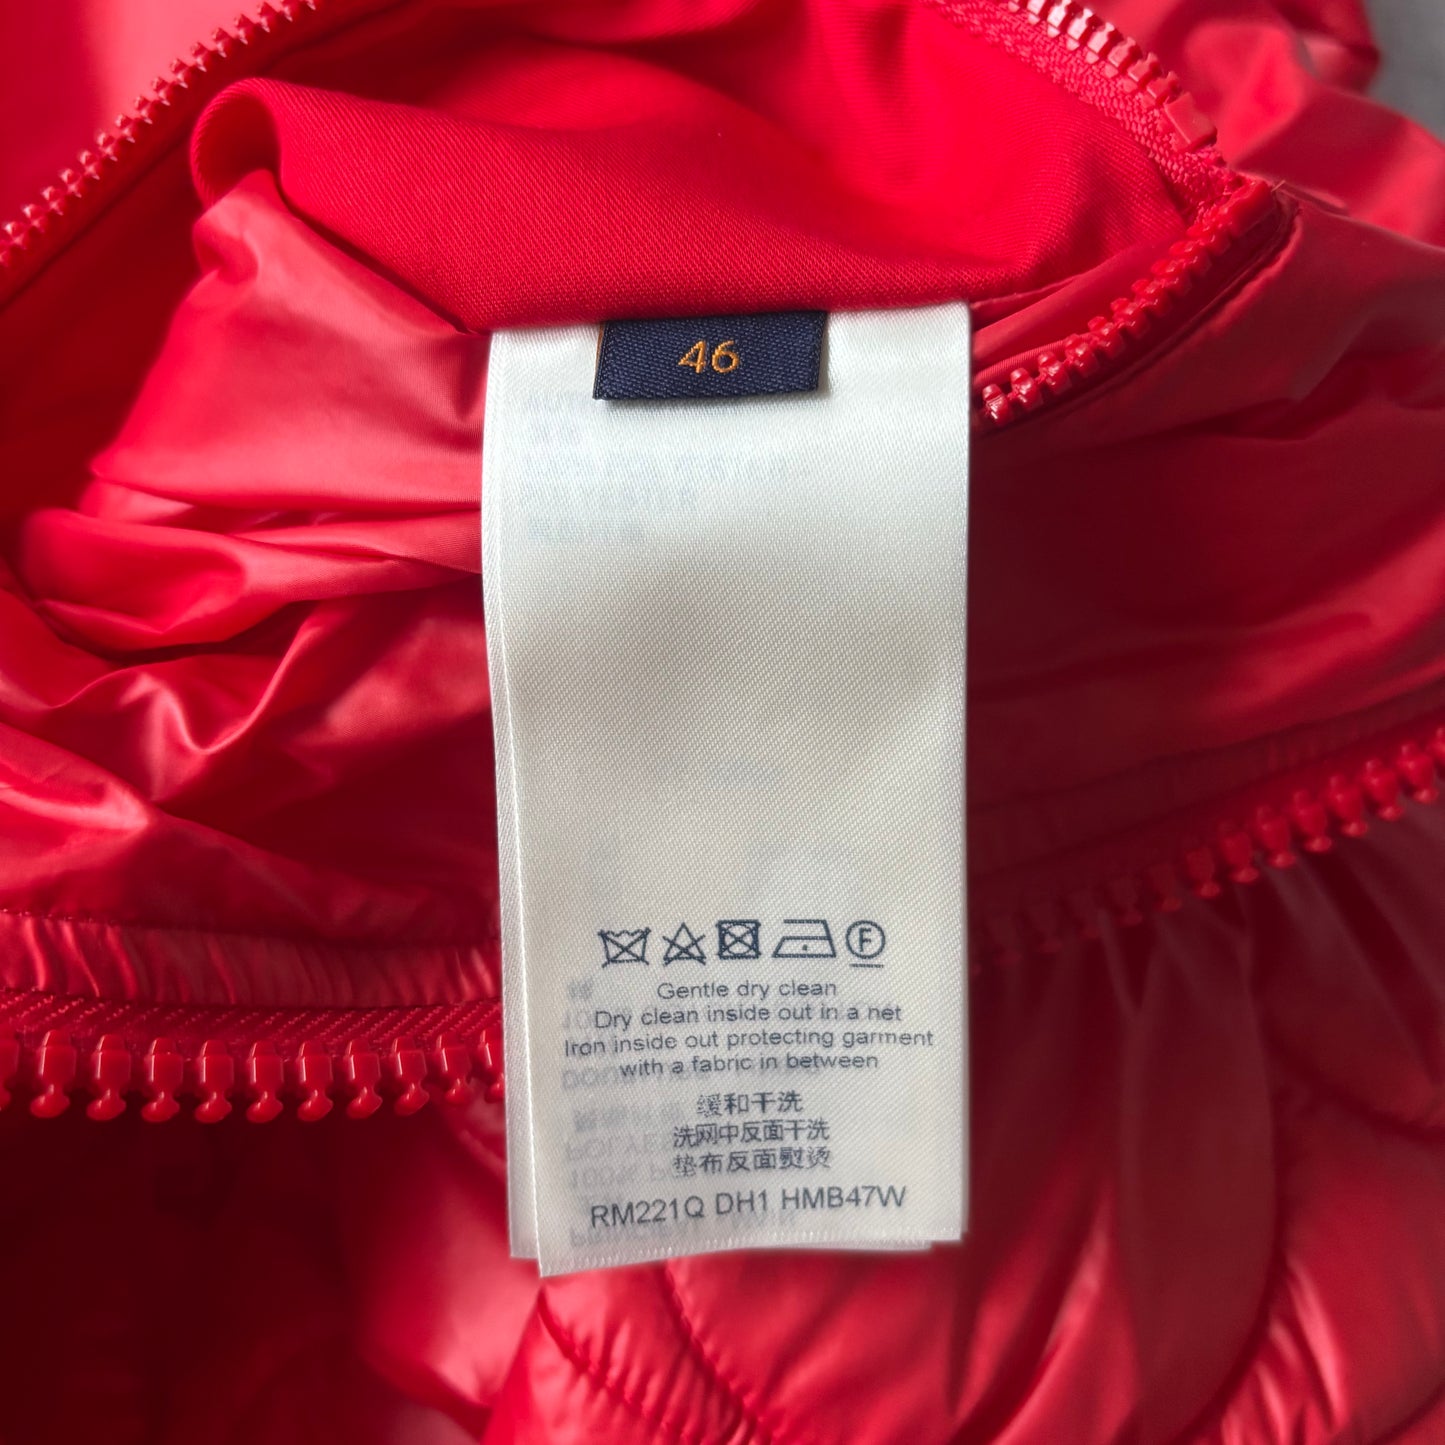 46
F
Gentle dry clean
Dry clean inside out in a net
Iron inside out protecting garment
with a fabric in between
缓和干洗
洗网中反面干洗
垫布反面熨烫
RM221Q DH1 HMB47W